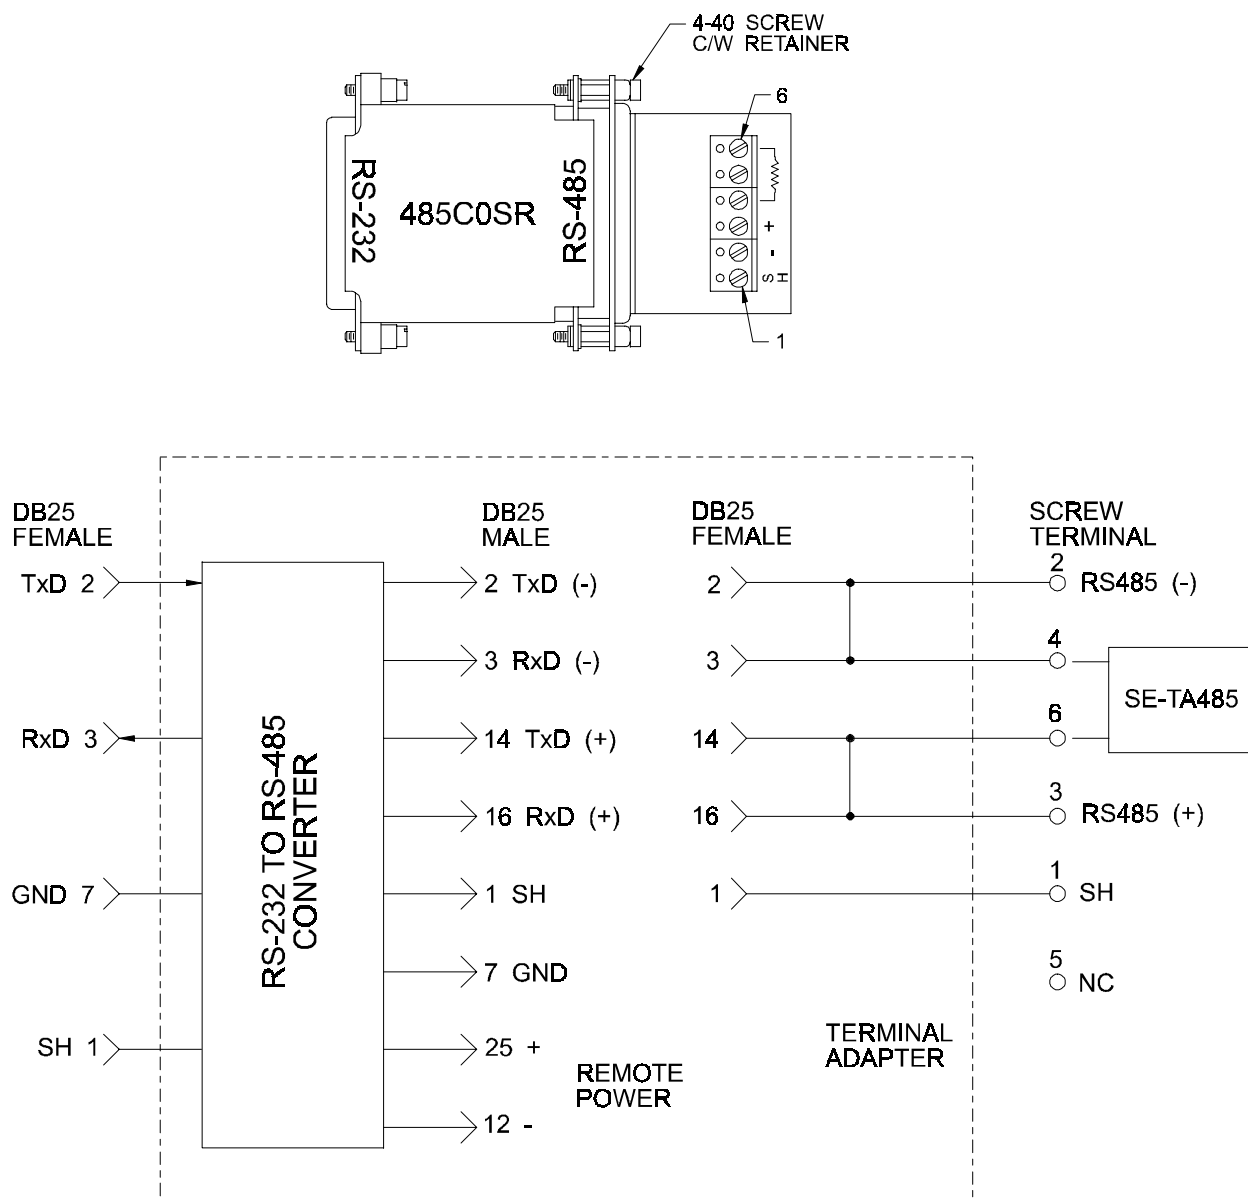 4-40 SCREW
C/W RETAINER
6
RS-232
485C0SR
RS-485
+
-
SH
1
DB25
FEMALE
DB25
MALE
DB25
FEMALE
SCREW
TERMINAL
TxD 2
2 TxD (-)
2
2
RS485 (-)
3 RxD (-)
3
4
SE-TA485
RxD 3
14 TxD (+)
14
6
16 RxD (+)
16
3
RS485 (+)
RS-232 TO RS-485
CONVERTER
GND 7
1 SH
1
1
SH
7 GND
5
NC
SH 1
25 +
12 -
REMOTE
POWER
TERMINAL
ADAPTER